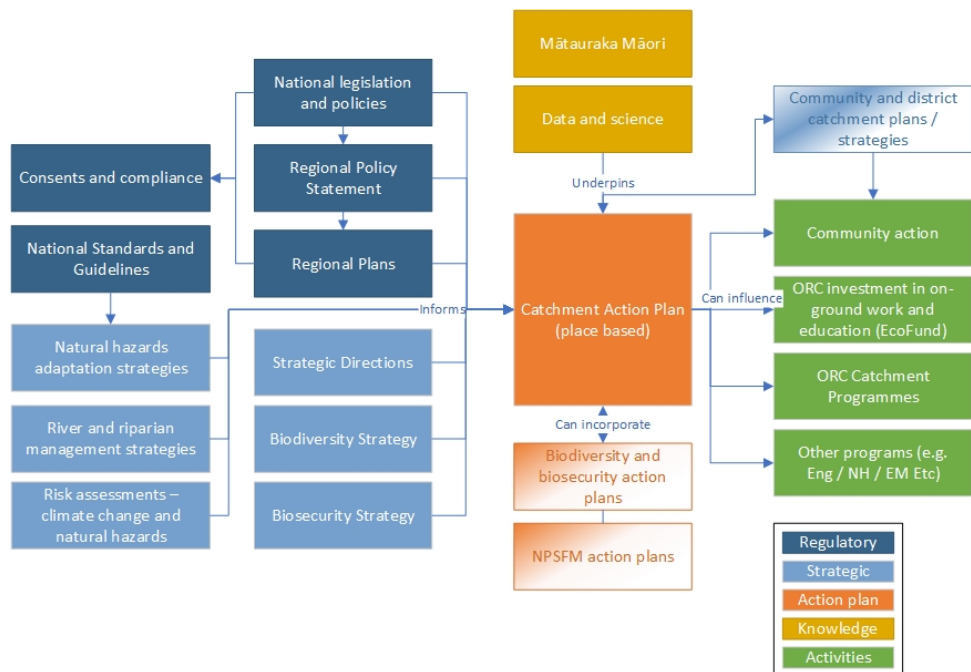 Mātauraka Māori
National legislation
and policies
Data and science
Community and district
catchment plans /
strategies
Consents and compliance
Regional Policy
Statement
Underpins
National Standards and
Guidelines
Regional Plans
Community action
Informs
Catchment Action Plan
(place based)
Can influence
ORC investment in on-
ground work and
education (EcoFund)
Natural hazards
adaptation strategies
Strategic Directions
ORC Catchment
Programmes
River and riparian
management strategies
Biodiversity Strategy
Can incorporate
Biodiversity and
biosecurity action
plans
Other programs (e.g.
Eng / NH / EM Etc)
Risk assessments –
climate change and
natural hazards
Biosecurity Strategy
NPSFM action plans
Regulatory
Strategic
Action plan
Knowledge
Activities